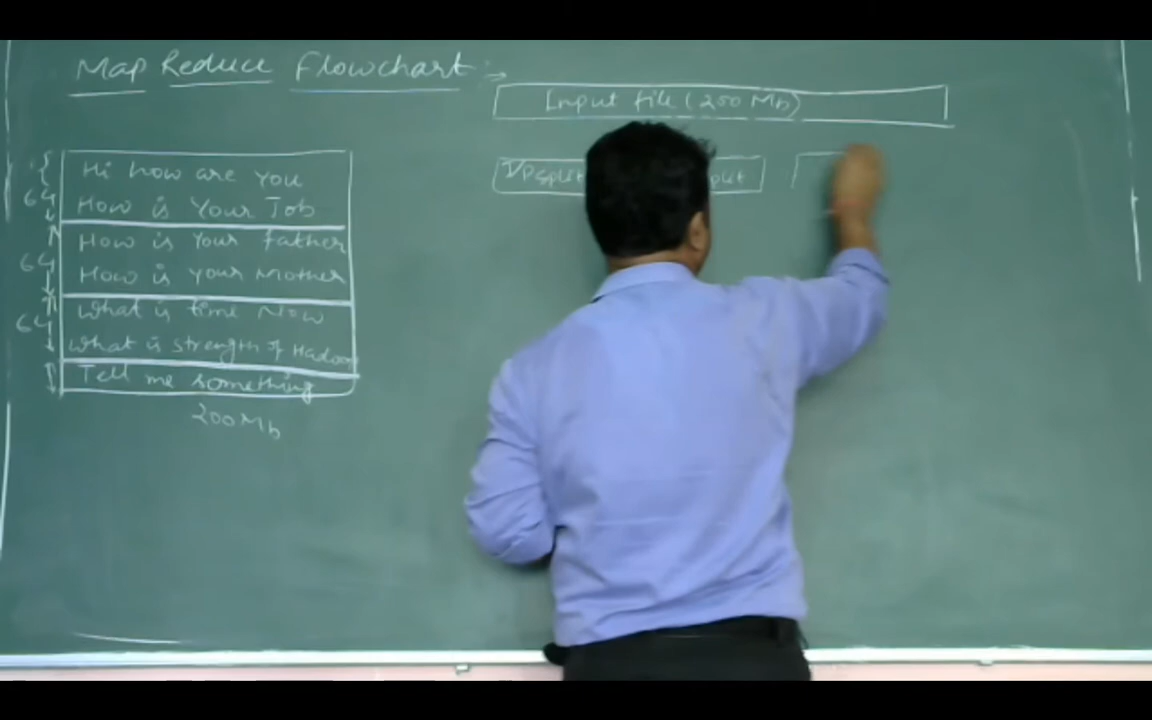 Map Reduce Flowchart :->
Input file (200 Mb)
I/P split
put
Hi how are you
How is Your Job
How is Your father
How is your Mother
What is time Now
What is strength of Hadoop
Tell me something
64
64
64
200 Mb